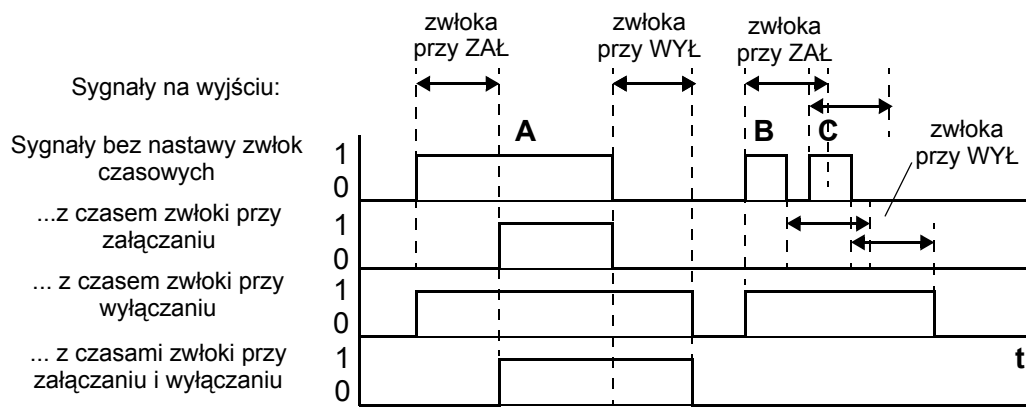 zwłoka
przy ZAŁ
zwłoka
przy WYŁ
zwłoka
przy ZAŁ
Sygnały na wyjściu:
A
B
C
zwłoka
przy WYŁ
Sygnały bez nastawy zwłok
czasowych
1
0
...z czasem zwłoki przy
załączaniu
1
0
... z czasem zwłoki przy
wyłączaniu
1
0
... z czasami zwłoki przy
załączaniu i wyłączaniu
1
0
t